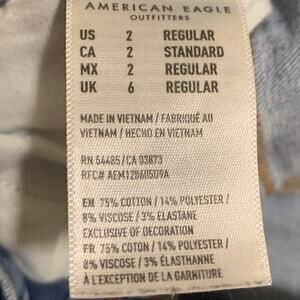 AMERICAN EAGLE
OUTFITTERS
US 2 REGULAR
CA 2 STANDARD
MX 2 REGULAR
UK 6 REGULAR
MADE IN VIETNAM / FABRIQUÉ AU
VIETNAM / HECHO EN VIETNAM
RN 54485/CA 03873
RFC# AEM120605U9A
EN 75% COTTON / 14% POLYESTER /
8% VISCOSE / 3% ELASTANE
EXCLUSIVE OF DECORATION
FR 75% COTON / 14% POLYESTER /
8% VISCOSE / 3% ÉLASTHANNE
À L'EXCEPTION DE LA GARNITURE